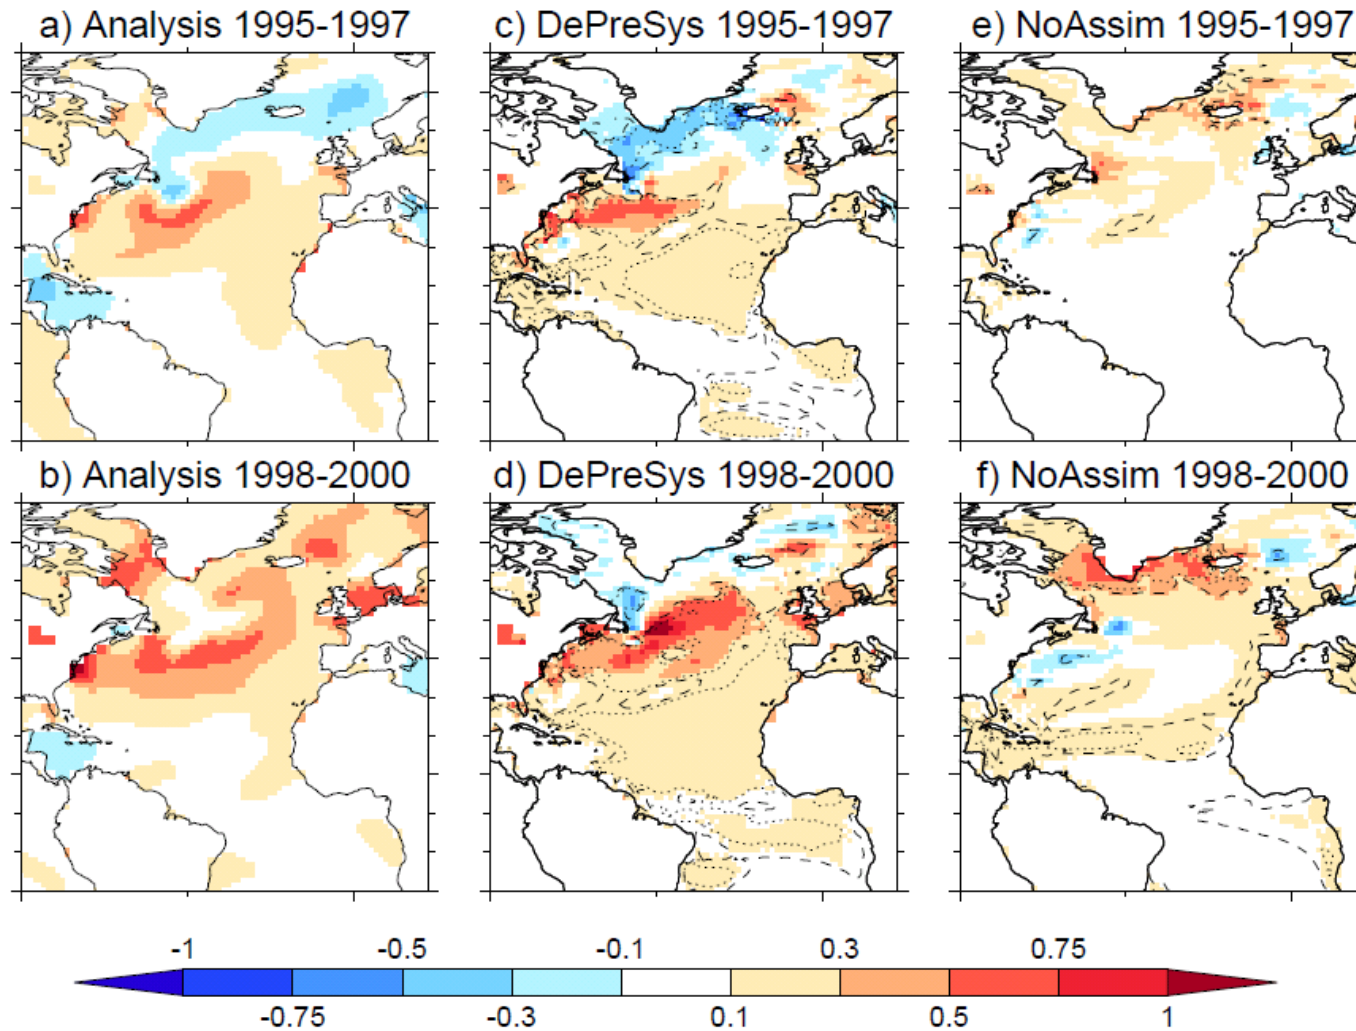 a) Analysis 1995-1997
c) DePreSys 1995-1997
e) NoAssim 1995-1997
b) Analysis 1998-2000
d) DePreSys 1998-2000
f) NoAssim 1998-2000
-1 -0.5 -0.1 0.3 0.75
-0.75 -0.3 0.1 0.5 1